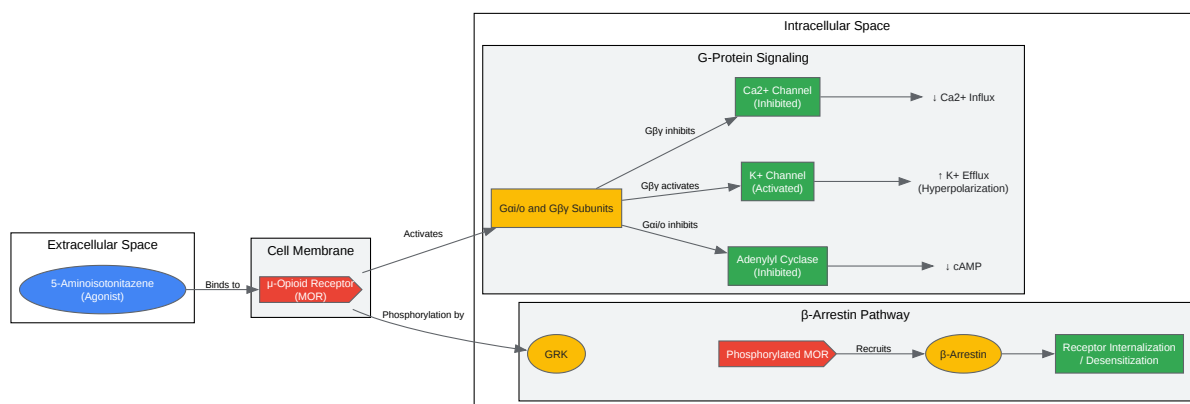 Intracellular Space
G-Protein Signaling
Ca2+ Channel
(Inhibited)
↓ Ca2+ Influx
Gβγ inhibits
K+ Channel
(Activated)
↑ K+ Efflux
(Hyperpolarization)
Gβγ activates
Gαi/o and Gβγ Subunits
Gαi/o inhibits
Activates
Extracellular Space
Cell Membrane
Adenylyl Cyclase
(Inhibited)
↓ cAMP
5-Aminoisotonitazene
(Agonist)
Binds to
μ-Opioid Receptor
(MOR)
Phosphorylation by
β-Arrestin Pathway
GRK
Phosphorylated MOR
Recruits
β-Arrestin
Receptor Internalization
/ Desensitization